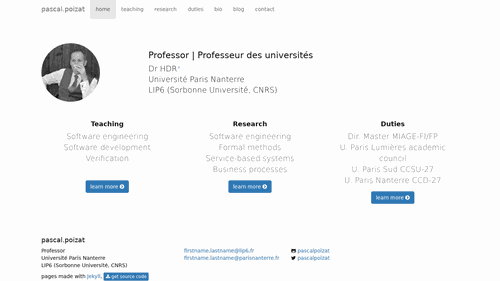 pascal.poizat home teaching research duties bio blog contact
Professor | Professeur des universités
Dr HDR*
Université Paris Nanterre
LIP6 (Sorbonne Université, CNRS)
Teaching
Software engineering
Software development
Verification
learn more
Research
Software engineering
Formal methods
Service-based systems
Business processes
learn more
Duties
Dir. Master MIAGE-FI/FP
U. Paris Lumières academic
council
U. Paris Sud CCSU-27
U. Paris Nanterre CCD-27
learn more
pascal.poizat
Professor
Université Paris Nanterre
LIP6 (Sorbonne Université, CNRS)
firstname.lastname@lip6.fr
firstname.lastname@parisnanterre.fr
pascalpoizat
pascalpoizat
pages made with Jekyll, get source code